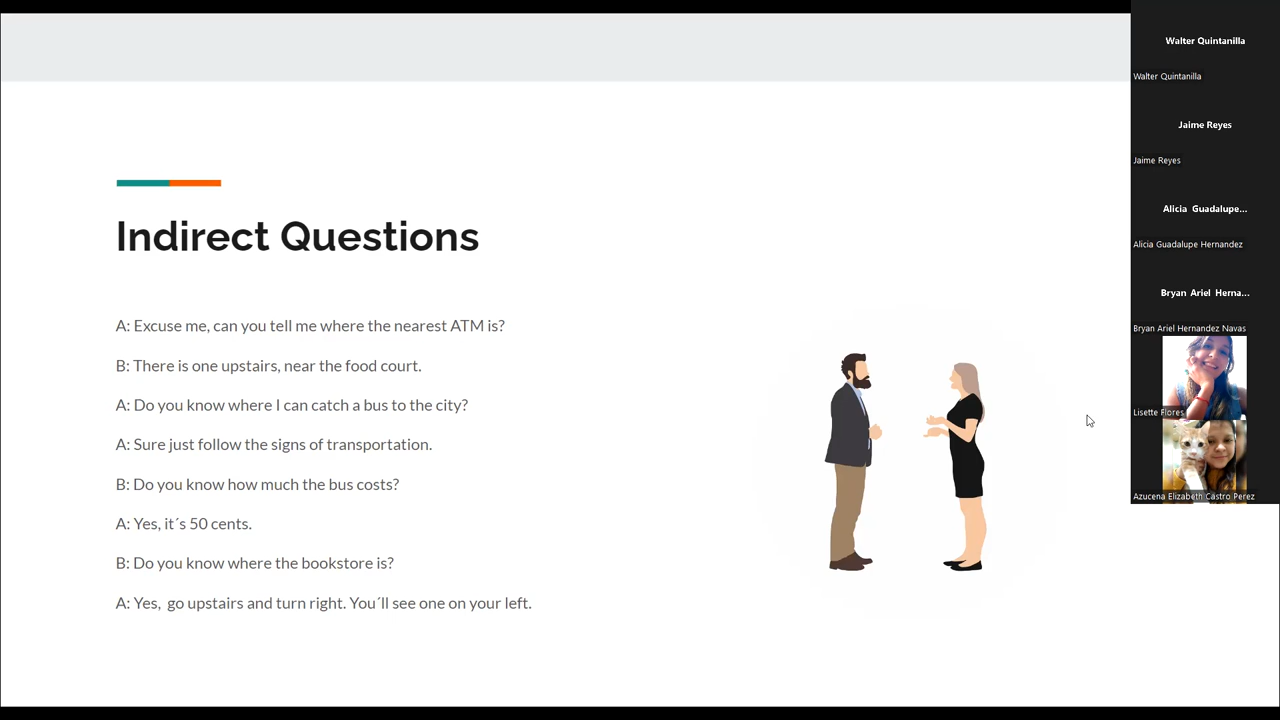 Indirect Questions
A: Excuse me, can you tell me where the nearest ATM is?
B: There is one upstairs, near the food court.
A: Do you know where I can catch a bus to the city?
A: Sure just follow the signs of transportation.
B: Do you know how much the bus costs?
A: Yes, it´s 50 cents.
B: Do you know where the bookstore is?
A: Yes,  go upstairs and turn right. You´ll see one on your left.
Walter Quintanilla
Walter Quintanilla
Jaime Reyes
Jaime Reyes
Alicia Guadalupe...
Alicia Guadalupe Hernandez
Bryan Ariel Herna...
Bryan Ariel Hernandez Navas
Lisette Flores
Azucena Elizabeth Castro Perez